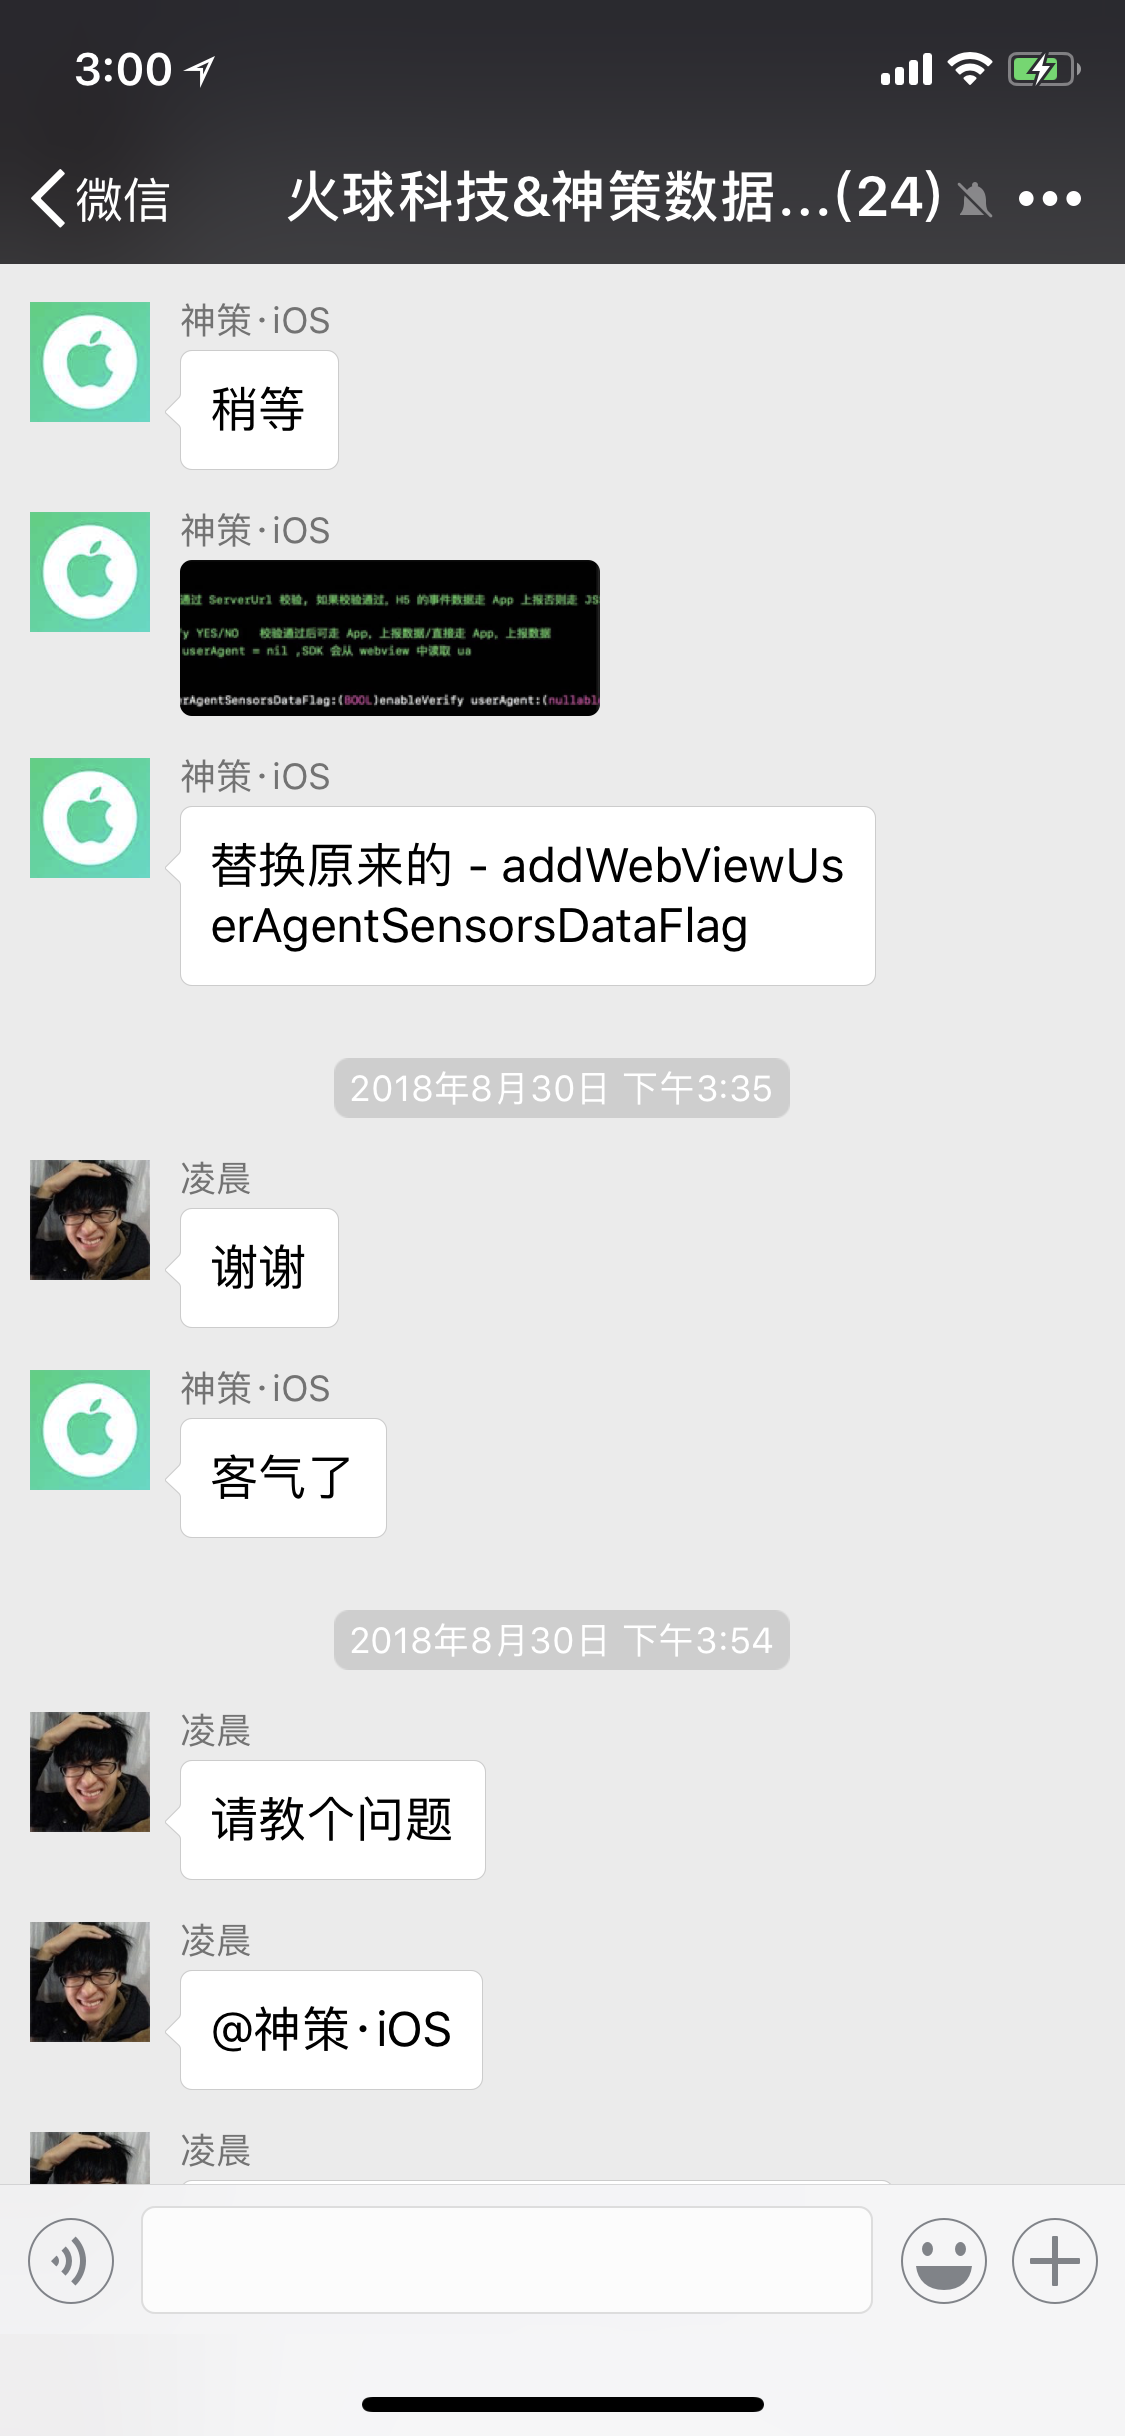 3:00
微信
火球科技&神策数据...(24)
神策·iOS
稍等
神策·iOS
通过 ServerUrl 校验, 如果校验通过, H5 的事件数据走 App 上报否则走 JS
y YES/NO 校验通过后可走 App, 上报数据/直接走 App, 上报数据
userAgent = nil ,SDK 会从 webview 中读取 ua
rAgentSensorsDataFlag:(BOOL)enableVerify userAgent:(nullabl
神策·iOS
替换原来的 - addWebViewUs
erAgentSensorsDataFlag
2018年8月30日 下午3:35
凌晨
谢谢
神策·iOS
客气了
2018年8月30日 下午3:54
凌晨
请教个问题
凌晨
@神策·iOS
凌晨